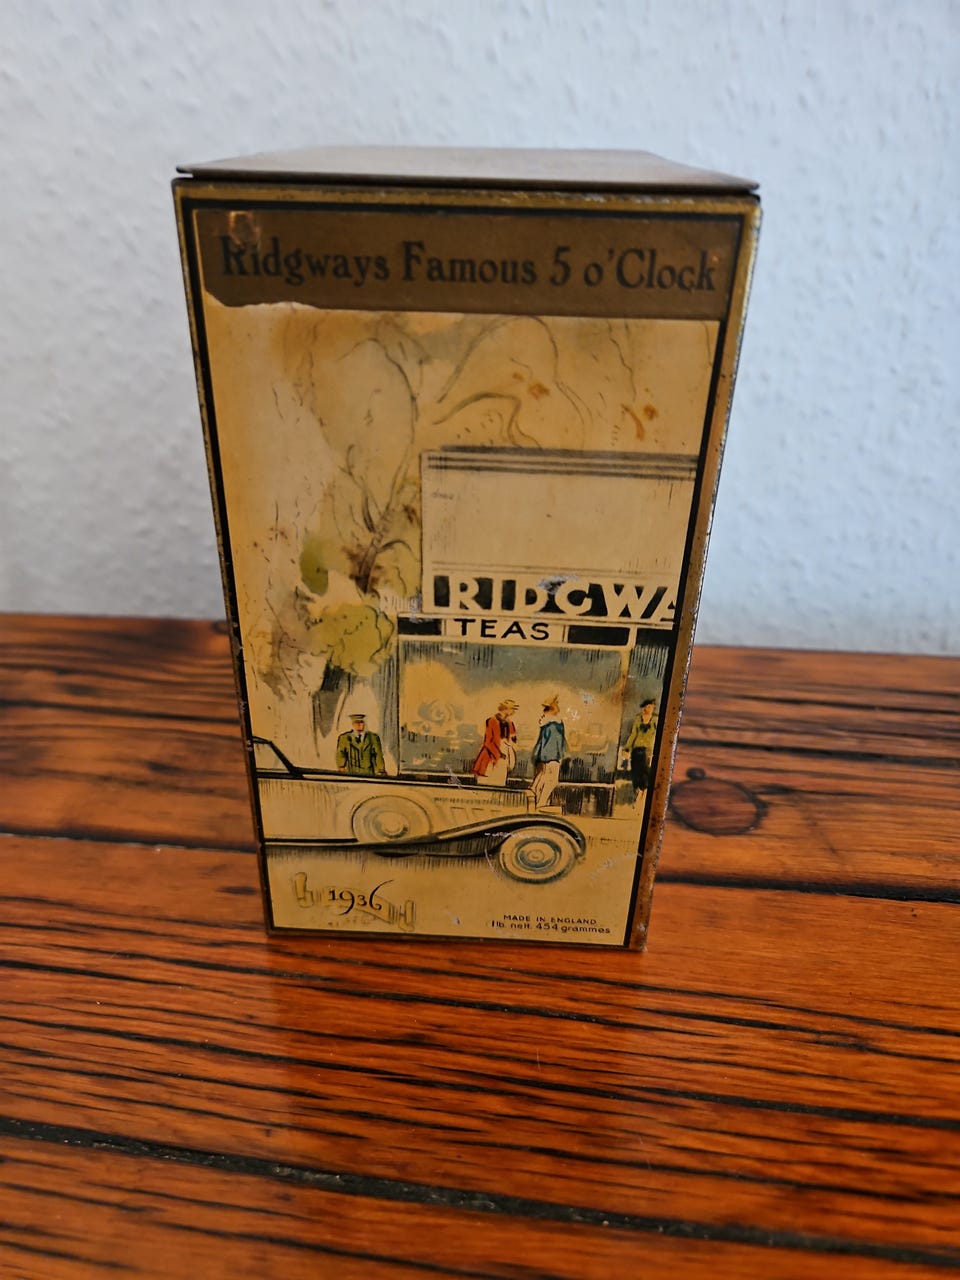 Ridgways Famous 5 o'Clock
RIDGWA
TEAS
1936
MADE IN ENGLAND
1lb nett 454 grammes